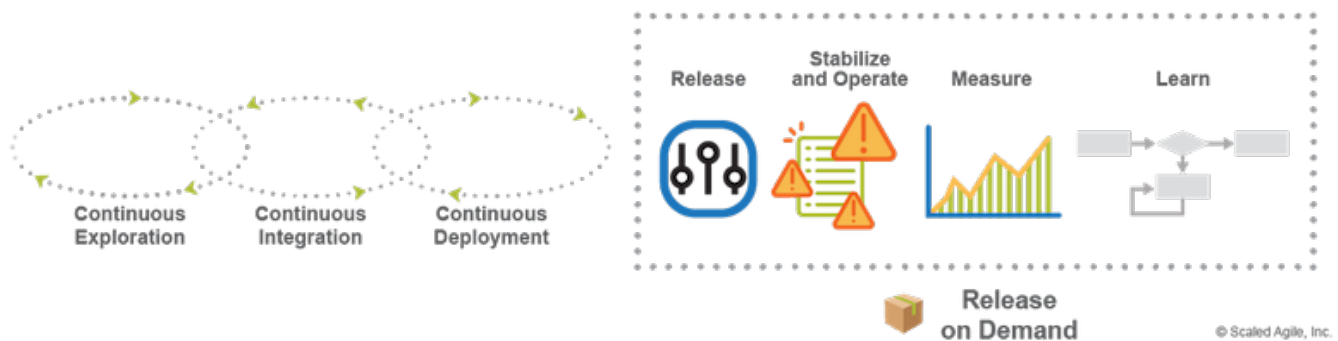 Release
Stabilize
and Operate
Measure
Learn
Continuous
Exploration
Continuous
Integration
Continuous
Deployment
Release
on Demand
© Scaled Agile, Inc.